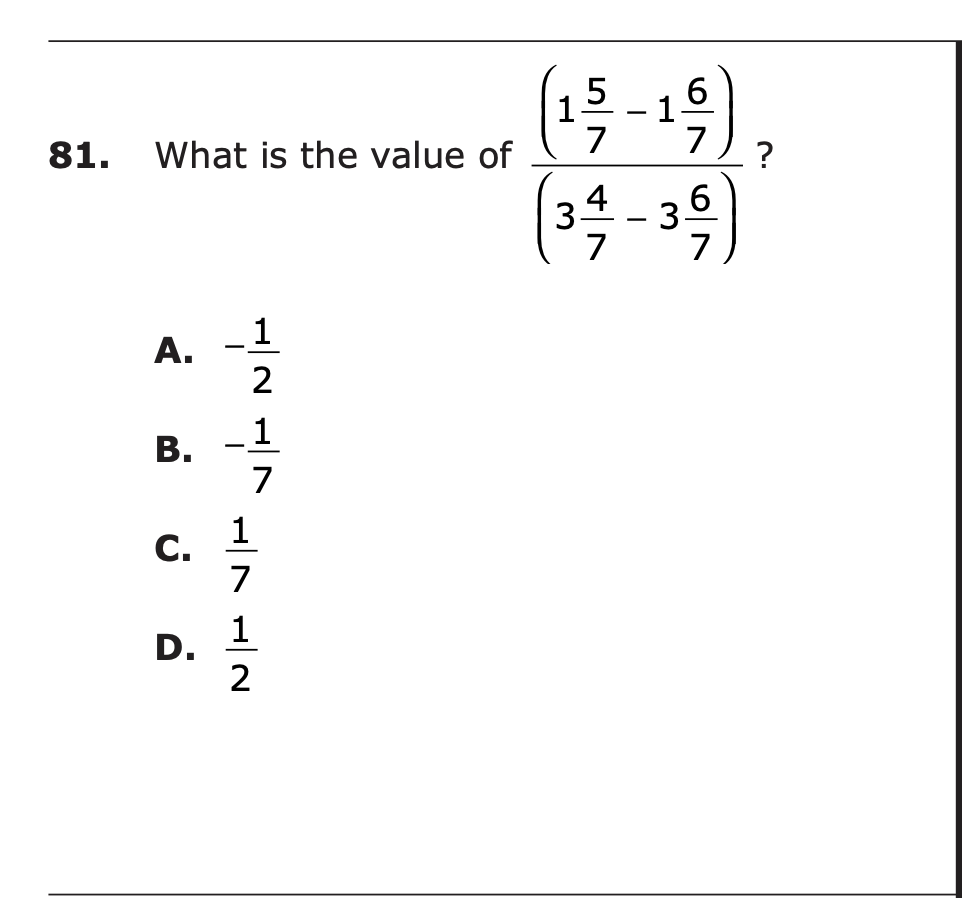 81. What is the value of \frac{\left(1\frac{5}{7} - 1\frac{6}{7}\right)}{\left(3\frac{4}{7} - 3\frac{6}{7}\right)} ?
A. -\frac{1}{2}
B. -\frac{1}{7}
C. \frac{1}{7}
D. \frac{1}{2}